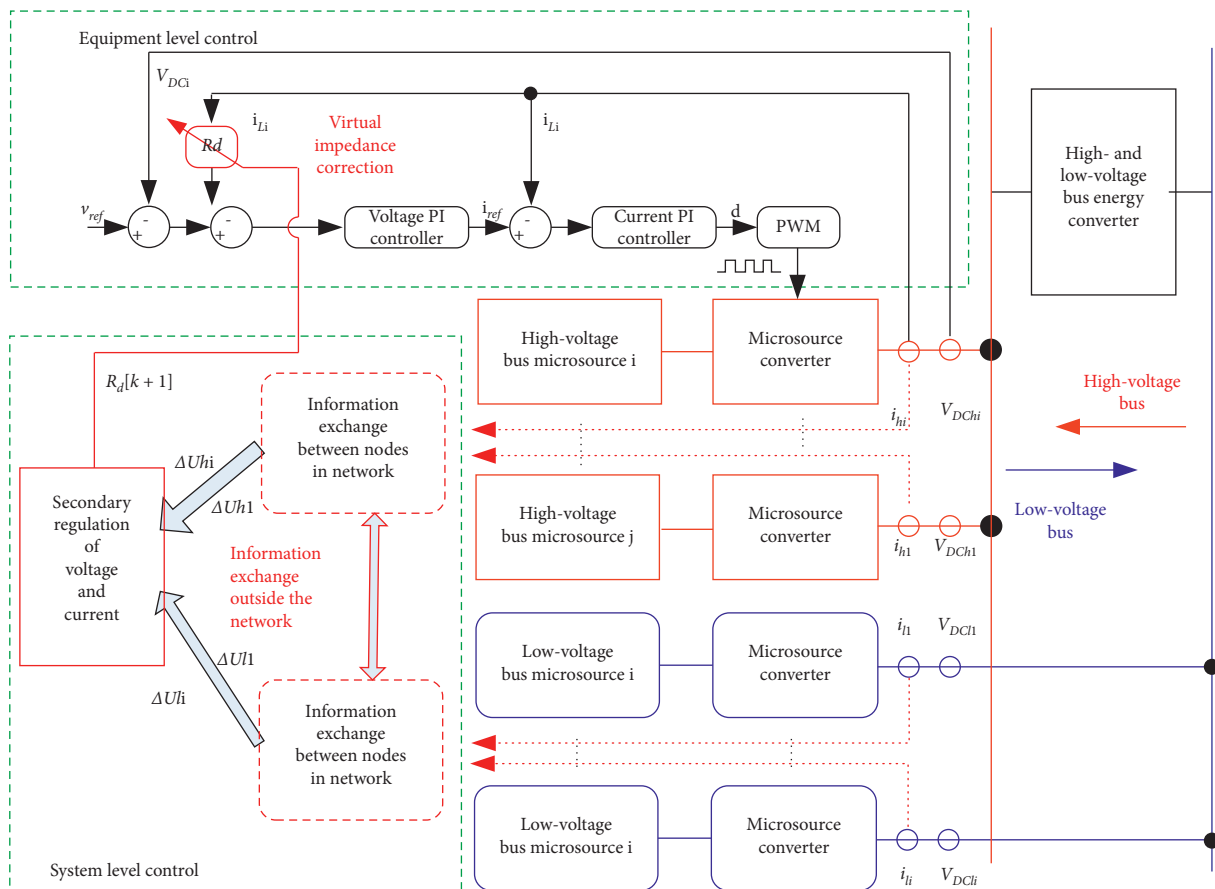 Equipment level control
V_DCi
i_Li
Rd
Virtual
impedance
correction
i_Li
v_ref
-
+
-
+
Voltage PI
controller
i_ref
-
+
Current PI
controller
d
PWM
High- and
low-voltage
bus energy
converter
High-voltage
bus microsource i
Microsource
converter
i_hi
V_DChi
High-voltage
bus
Low-voltage
bus
R_d[k + 1]
Information
exchange
between nodes
in network
ΔUhi
ΔUh1
Secondary
regulation
of
voltage
and
current
Information
exchange
outside the
network
ΔUl1
ΔUli
Information
exchange
between nodes
in network
High-voltage
bus microsource j
Microsource
converter
i_h1
V_DCh1
Low-voltage
bus microsource i
Microsource
converter
i_l1
V_DCl1
Low-voltage
bus microsource i
Microsource
converter
i_li
V_DCli
System level control